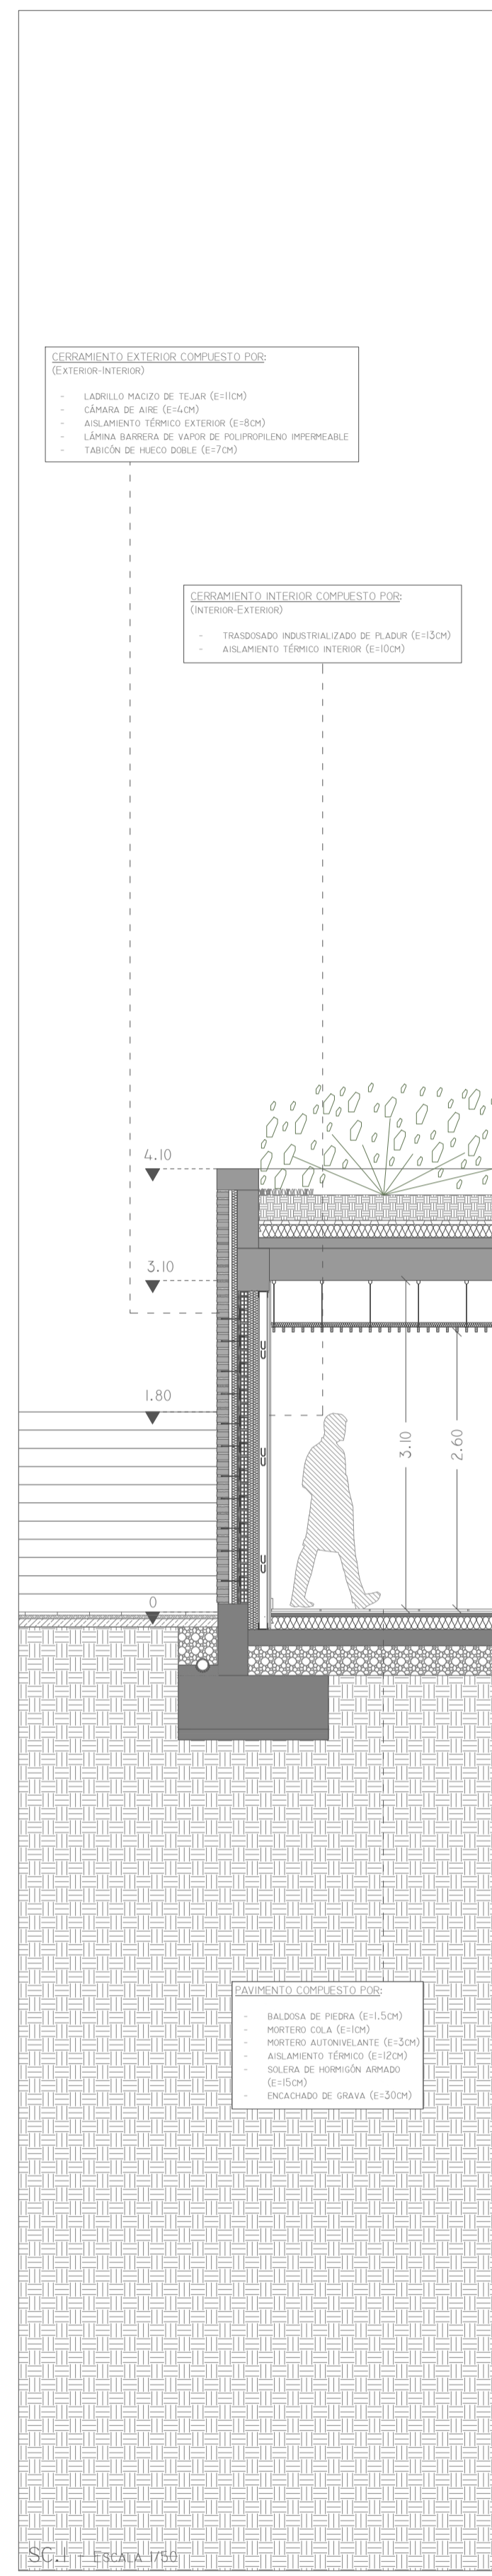 CERRAMIENTO EXTERIOR COMPUESTO POR:
(EXTERIOR-INTERIOR)
- LADRILLO MACIZO DE TEJAR (E=11CM)
- CÁMARA DE AIRE (E=4CM)
- AISLAMIENTO TÉRMICO EXTERIOR (E=8CM)
- LÁMINA BARRERA DE VAPOR DE POLIPROPILENO IMPERMEABLE
- TABICÓN DE HUECO DOBLE (E=7CM)
CERRAMIENTO INTERIOR COMPUESTO POR:
(INTERIOR-EXTERIOR)
- TRASDOSADO INDUSTRIALIZADO DE PLADUR (E=13CM)
- AISLAMIENTO TÉRMICO INTERIOR (E=10CM)
4.10
3.10
1.80
3.10
2.60
0
PAVIMENTO COMPUESTO POR:
- BALDOSA DE PIEDRA (E=1.5CM)
- MORTERO COLA (E=1CM)
- MORTERO AUTONIVELANTE (E=3CM)
- AISLAMIENTO TÉRMICO (E=12CM)
- SOLERA DE HORMIGÓN ARMADO
(E=15CM)
- ENCACHADO DE GRAVA (E=30CM)
SC.1 - ESCALA 1/50